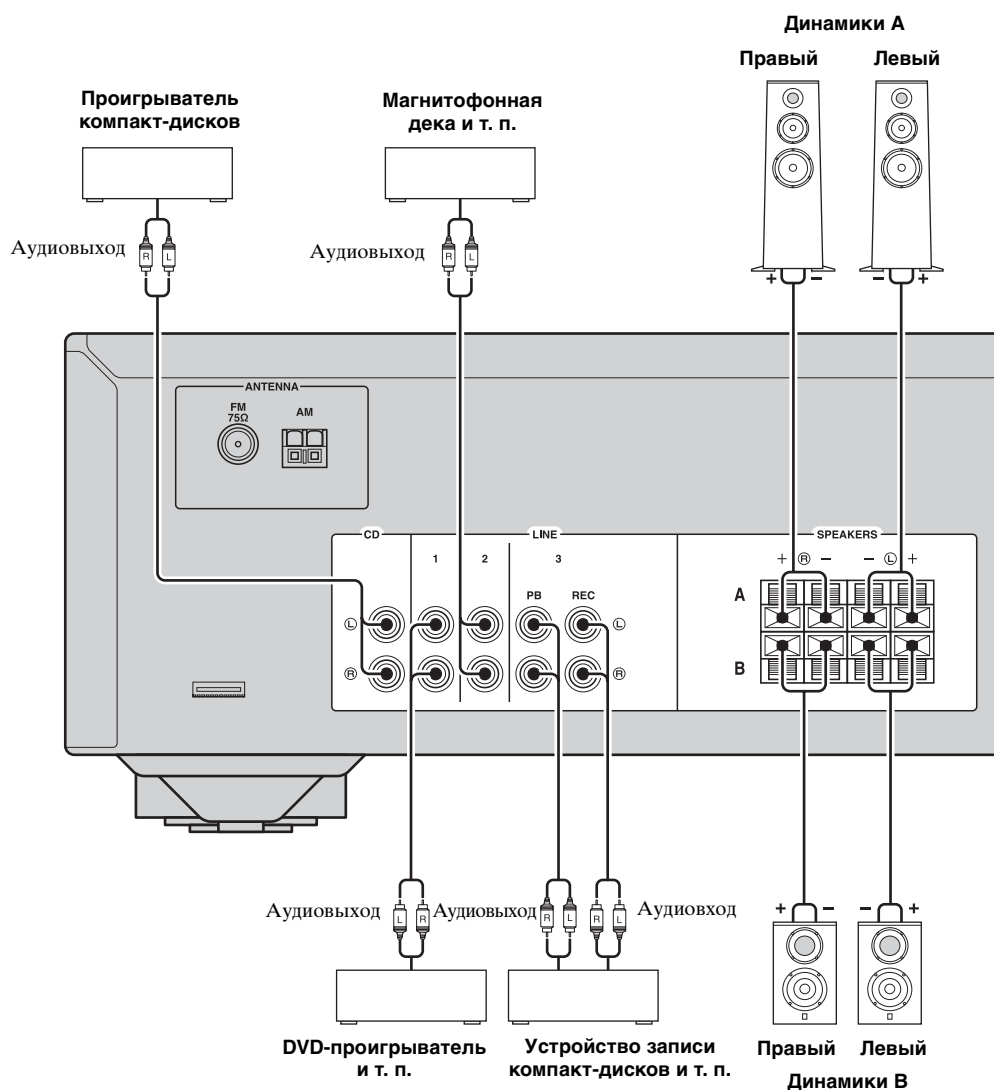 Динамики А
Правый Левый
Проигрыватель
компакт-дисков
Магнитофонная
дека и т. п.
Аудиовыход R L
Аудиовыход R L
+ − − +
ANTENNA
FM
75Ω
AM
CD LINE SPEAKERS
1 2 3
+ R − − L +
PB REC
A
L L
R R
B
Аудиовыход L R Аудиовыход R L R L Аудиовход
+ − − +
DVD-проигрыватель
и т. п.
Устройство записи
компакт-дисков и т. п.
Правый Левый
Динамики В